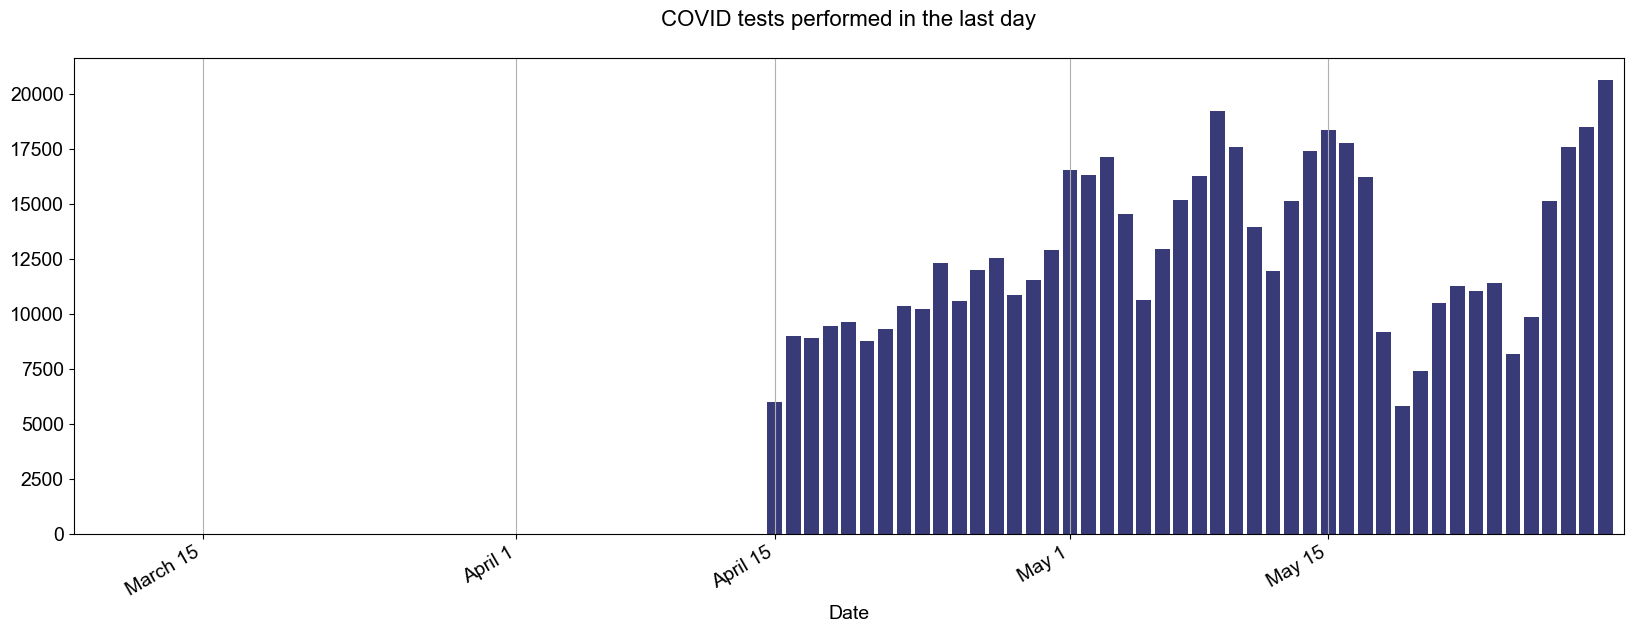 COVID tests performed in the last day
20000
17500
15000
12500
10000
7500
5000
2500
0
March 15
April 1
April 15
May 1
May 15
Date